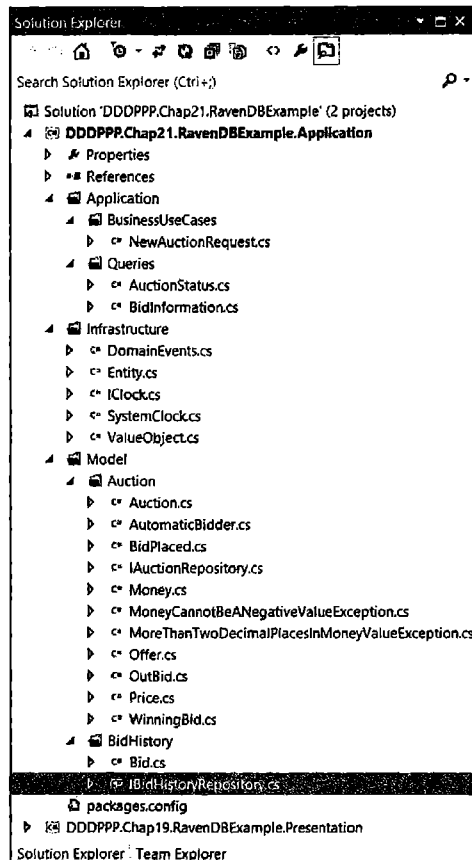 Solution Explorer
Search Solution Explorer (Ctrl+;)
Solution 'DDDPPP.Chap21.RavenDBExample' (2 projects)
DDDPPP.Chap21.RavenDBExample.Application
Properties
References
Application
BusinessUseCases
C# NewAuctionRequest.cs
Queries
C# AuctionStatus.cs
C# BidInformation.cs
Infrastructure
C# DomainEvents.cs
C# Entity.cs
C# IClock.cs
C# SystemClock.cs
C# ValueObject.cs
Model
Auction
C# Auction.cs
C# AutomaticBidder.cs
C# BidPlaced.cs
C# IAuctionRepository.cs
C# Money.cs
C# MoneyCannotBeANegativeValueException.cs
C# MoreThanTwoDecimalPlacesInMoneyValueException.cs
C# Offer.cs
C# OutBid.cs
C# Price.cs
C# WinningBid.cs
BidHistory
C# Bid.cs
C# IBidHistoryRepository.cs
packages.config
C# DDDPPP.Chap19.RavenDBExample.Presentation
Solution Explorer Team Explorer